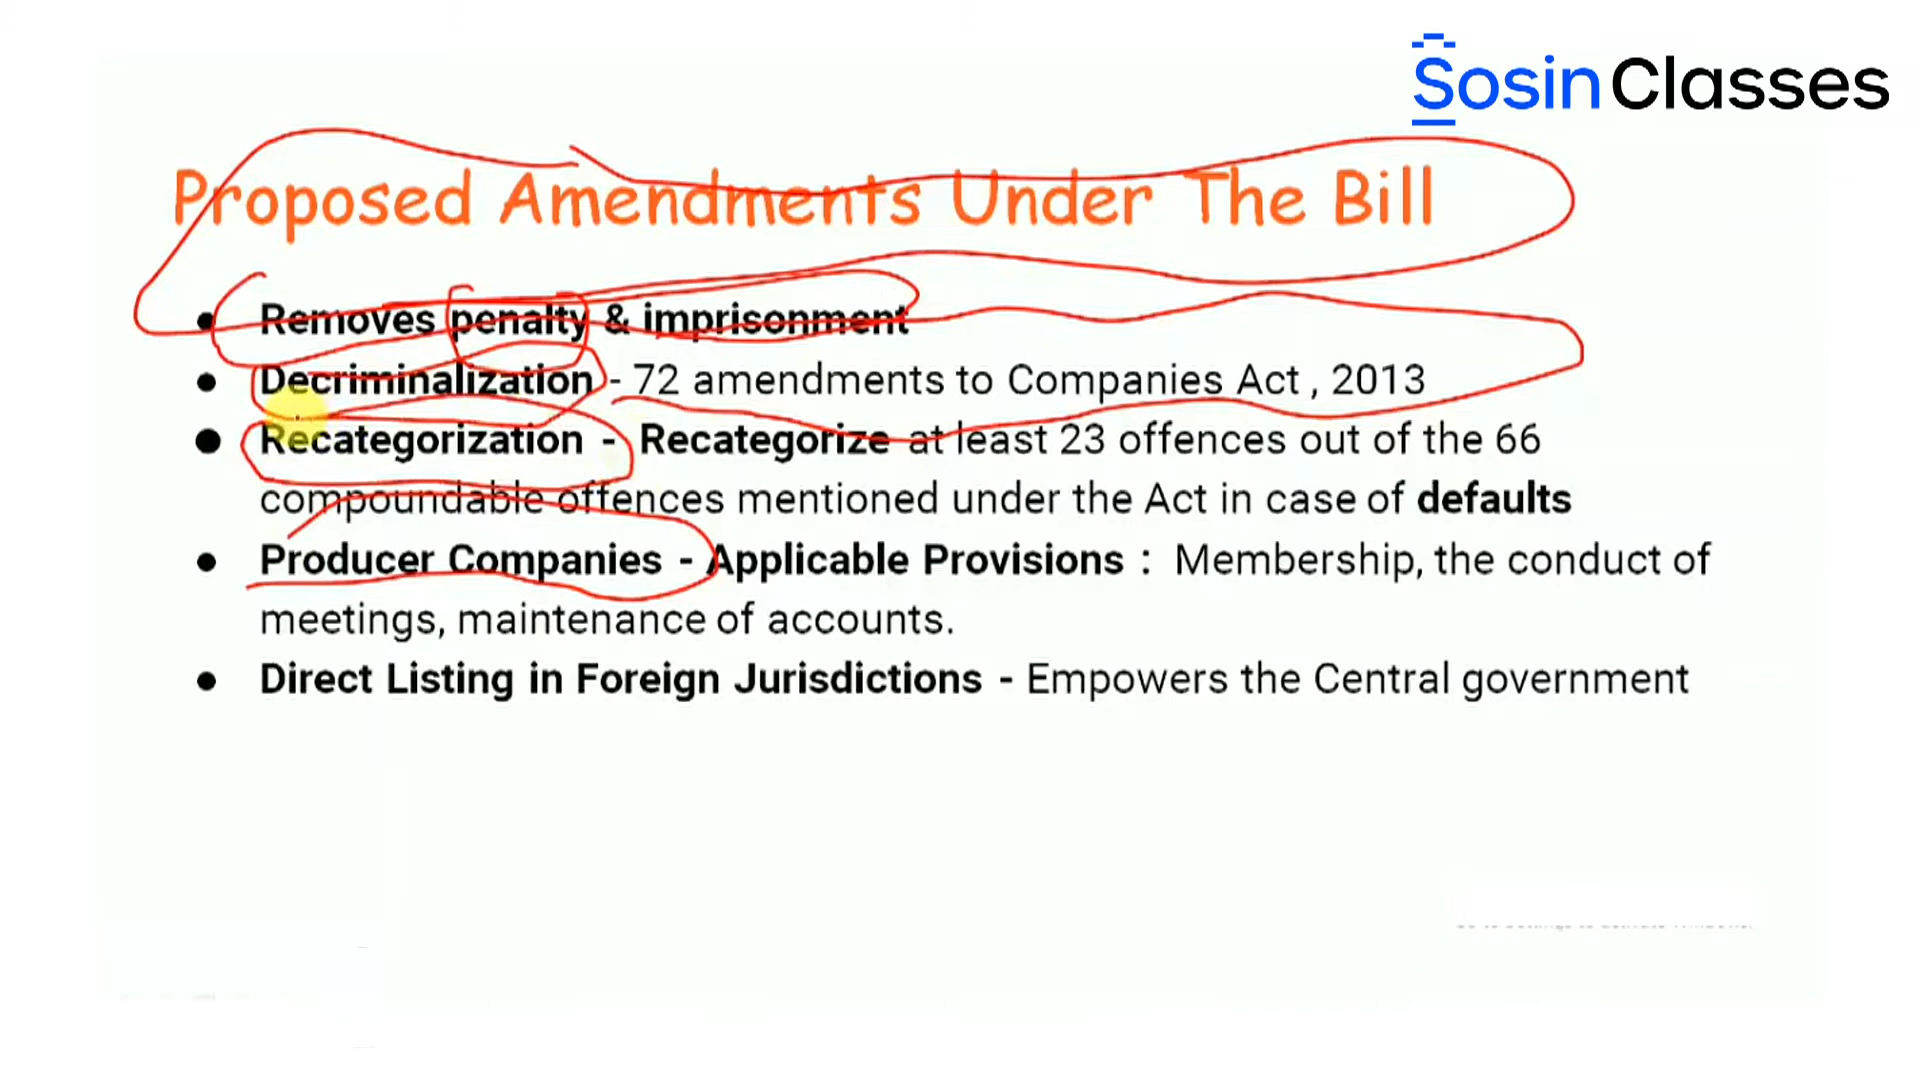 Sosin Classes
Proposed Amendments Under The Bill
• Removes penalty & imprisonment
• Decriminalization - 72 amendments to Companies Act , 2013
• Recategorization - Recategorize at least 23 offences out of the 66
compoundable offences mentioned under the Act in case of defaults
• Producer Companies - Applicable Provisions : Membership, the conduct of
meetings, maintenance of accounts.
• Direct Listing in Foreign Jurisdictions - Empowers the Central government